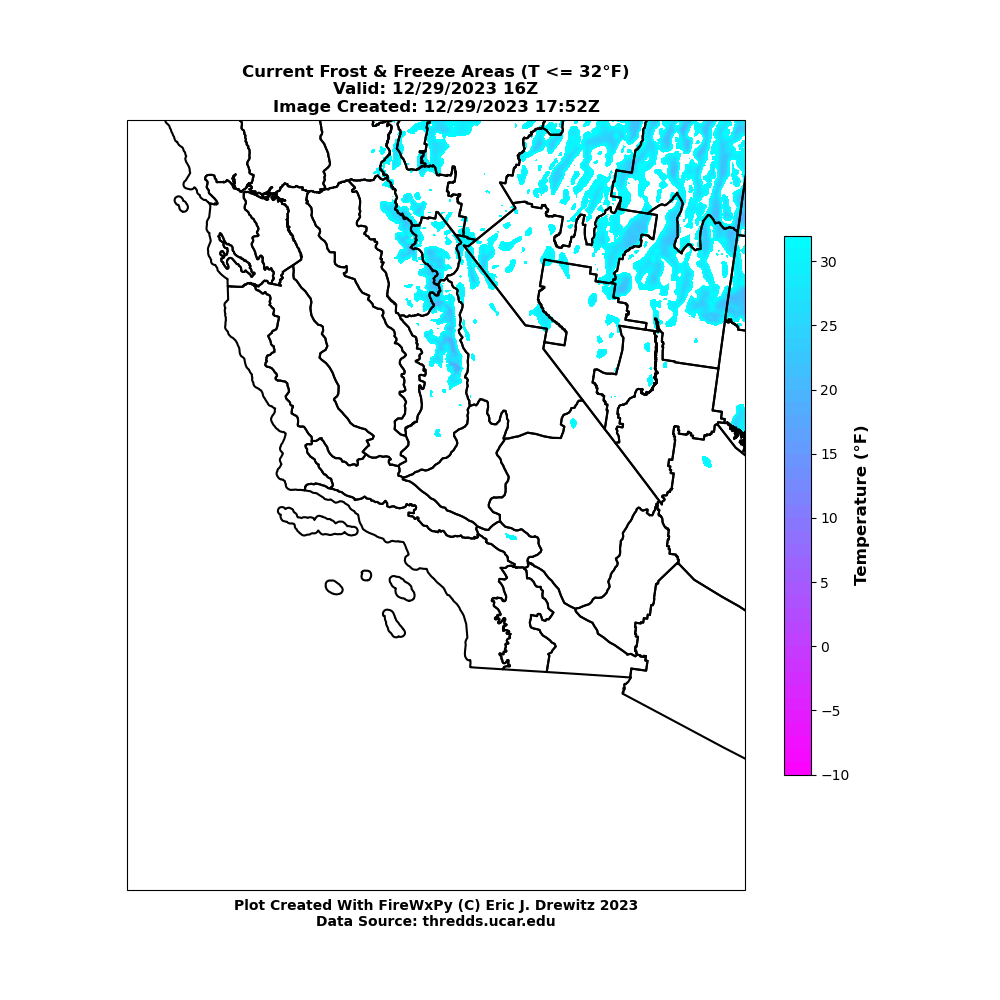 Current Frost & Freeze Areas (T <= 32°F)
Valid: 12/29/2023 16Z
Image Created: 12/29/2023 17:52Z
30
25
20
15
10
5
0
−5
−10
Temperature (°F)
Plot Created With FireWxPy (C) Eric J. Drewitz 2023
Data Source: thredds.ucar.edu